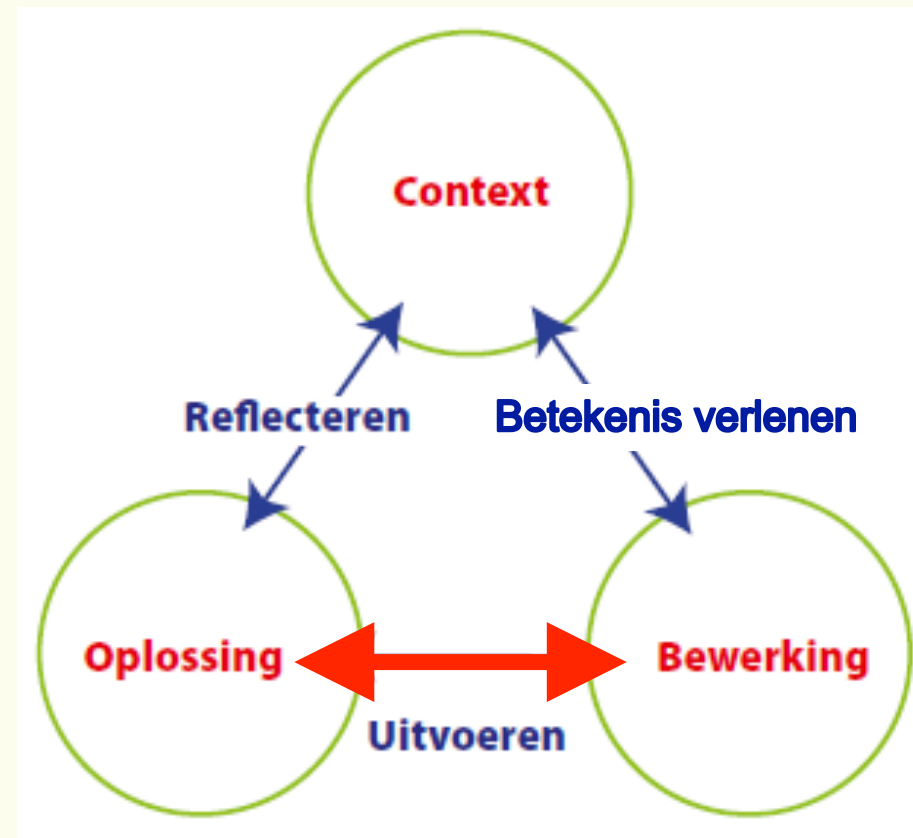 Context
Reflecteren
Betekenis verlenen
Oplossing
Bewerking
Uitvoeren